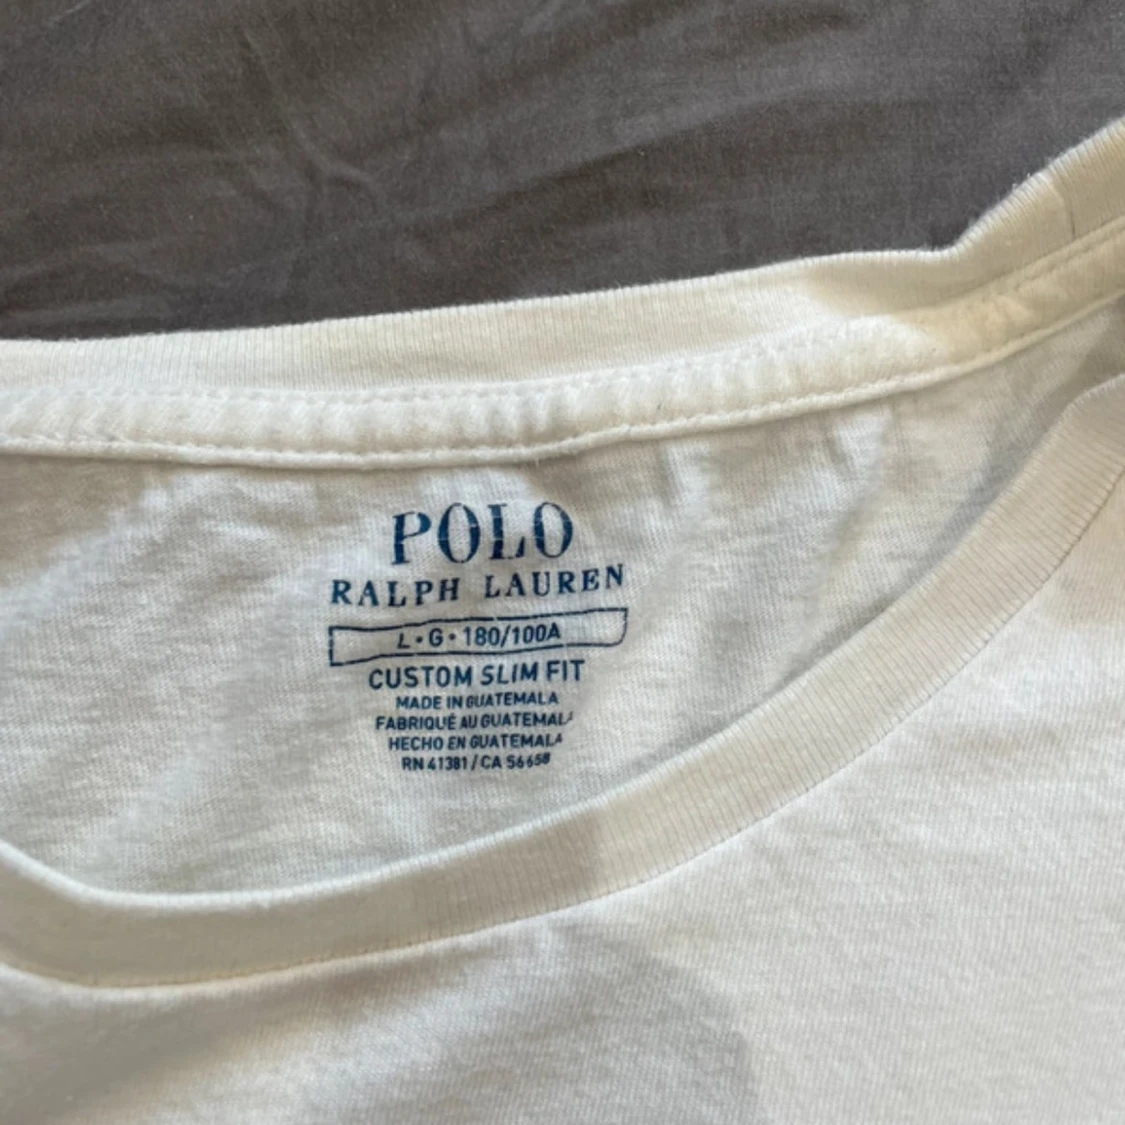 POLO
RALPH LAUREN
L • G • 180/100A
CUSTOM SLIM FIT
MADE IN GUATEMALA
FABRIQUÉ AU GUATEMALA
HECHO EN GUATEMALA
RN 41381 / CA 56658